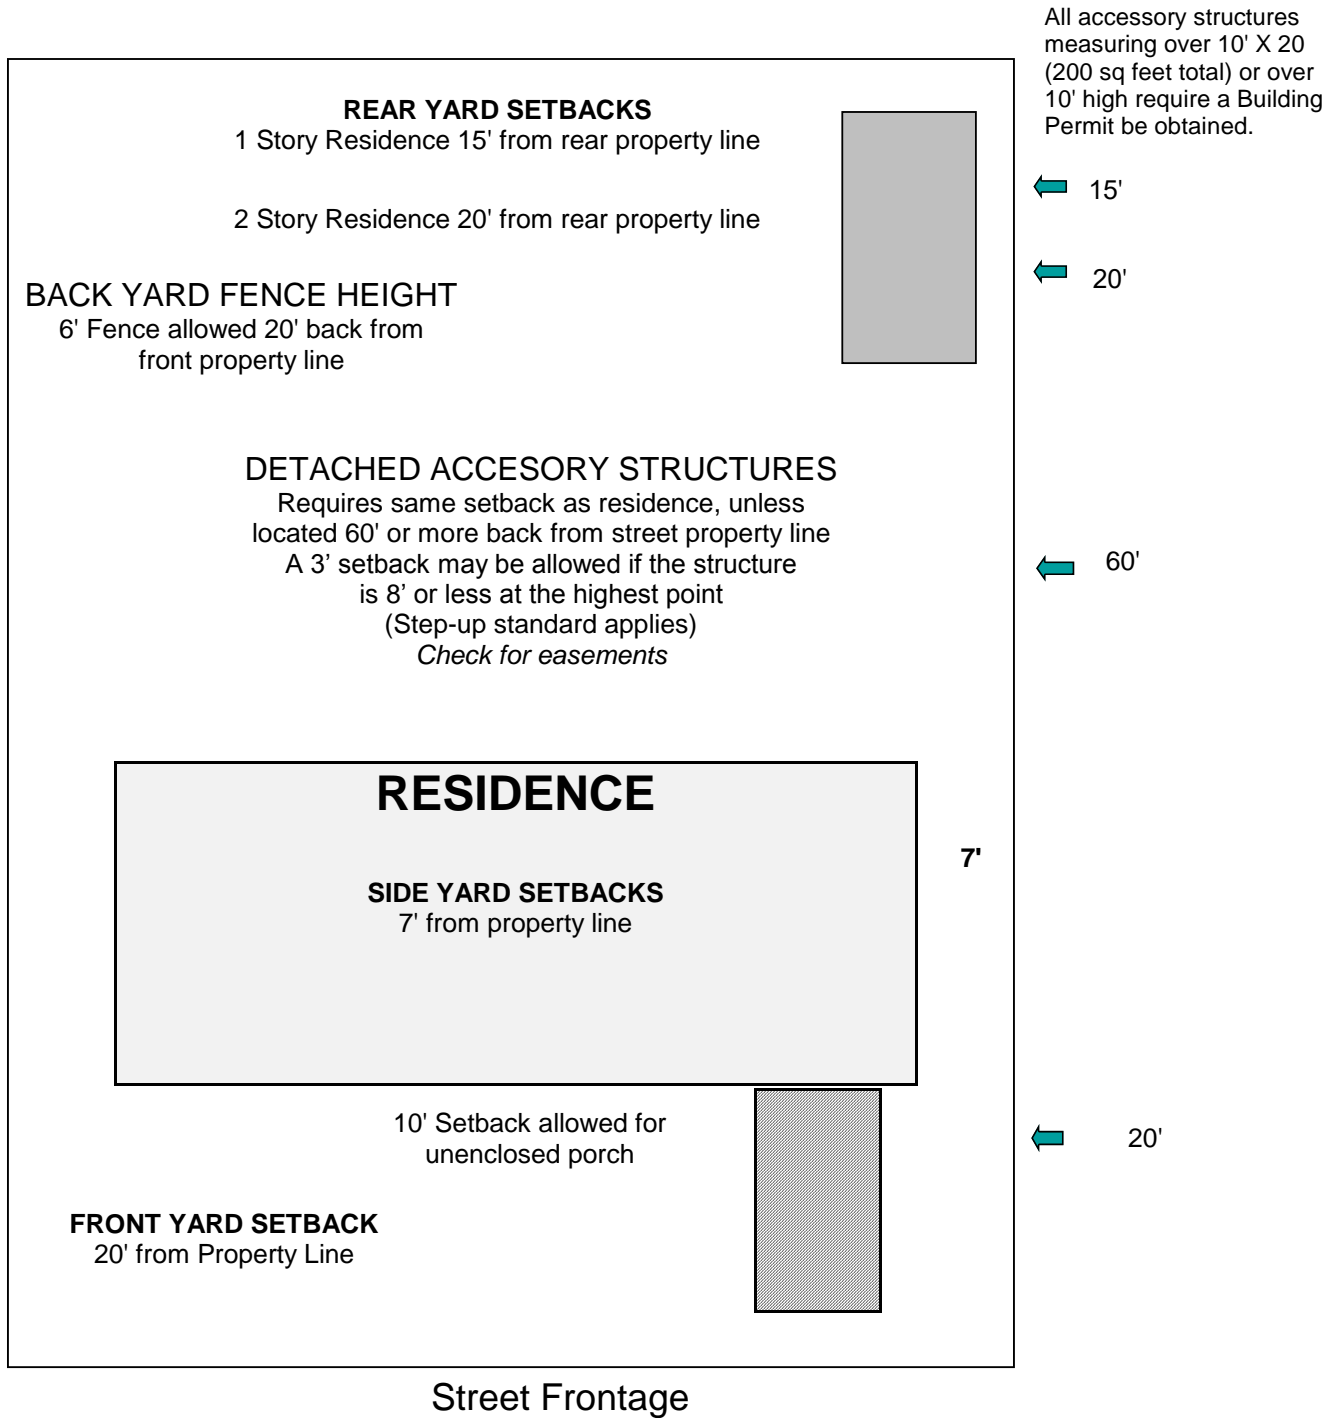 All accessory structures
measuring over 10' X 20
(200 sq feet total) or over
10' high require a Building
Permit be obtained.
REAR YARD SETBACKS
1 Story Residence 15' from rear property line
15'
2 Story Residence 20' from rear property line
20'
BACK YARD FENCE HEIGHT
6' Fence allowed 20' back from
front property line
DETACHED ACCESORY STRUCTURES
Requires same setback as residence, unless
located 60' or more back from street property line
A 3’ setback may be allowed if the structure
is 8’ or less at the highest point
(Step-up standard applies)
Check for easements
60'
RESIDENCE
7'
SIDE YARD SETBACKS
7' from property line
10' Setback allowed for
unenclosed porch
20'
FRONT YARD SETBACK
20' from Property Line
Street Frontage